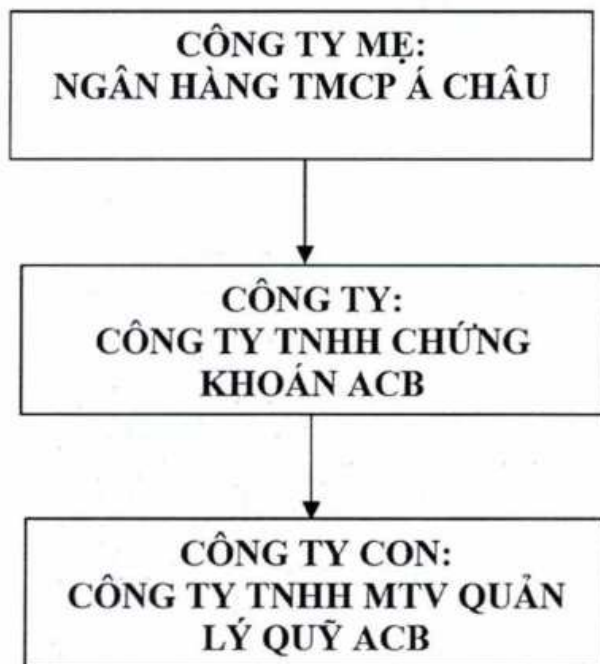 CÔNG TY MẸ:
NGÂN HÀNG TMCP Á CHÂU
CÔNG TY:
CÔNG TY TNHH CHỨNG
KHOÁN ACB
CÔNG TY CON:
CÔNG TY TNHH MTV QUẢN
LÝ QUỸ ACB